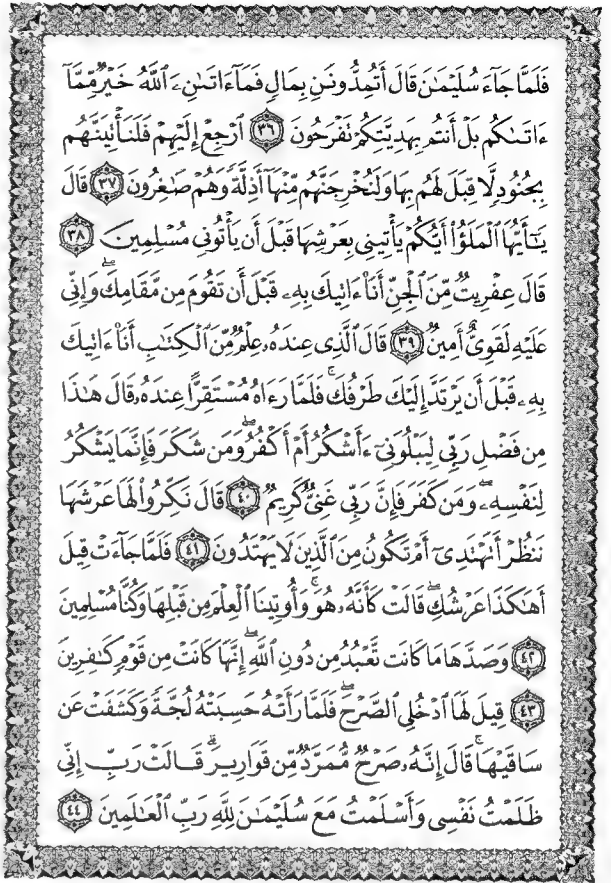 فَلَمَّا جَآءَ سُلَيْمَٰنَ قَالَ أَتُمِدُّونَنِ بِمَالٍ فَمَآ ءَاتَىٰنِۦَ ٱللَّهُ خَيْرٌ مِّمَّآ
ءَاتَىٰكُم بَلْ أَنتُم بِهَدِيَّتِكُمْ تَفْرَحُونَ ٣٦ ٱرْجِعْ إِلَيْهِمْ فَلَنَأْتِيَنَّهُم
بِجُنُودٍ لَّا قِبَلَ لَهُم بِهَا وَلَنُخْرِجَنَّهُم مِّنْهَآ أَذِلَّةً وَهُمْ صَٰغِرُونَ ٣٧ قَالَ
يَٰٓأَيُّهَا ٱلْمَلَؤُا۟ أَيُّكُمْ يَأْتِينِى بِعَرْشِهَا قَبْلَ أَن يَأْتُونِى مُسْلِمِينَ ٣٨
قَالَ عِفْرِيتٌ مِّنَ ٱلْجِنِّ أَنَا۠ ءَاتِيكَ بِهِۦ قَبْلَ أَن تَقُومَ مِن مَّقَامِكَ ۖ وَإِنِّى
عَلَيْهِ لَقَوِىٌّ أَمِينٌ ٣٩ قَالَ ٱلَّذِى عِندَهُۥ عِلْمٌ مِّنَ ٱلْكِتَٰبِ أَنَا۠ ءَاتِيكَ
بِهِۦ قَبْلَ أَن يَرْتَدَّ إِلَيْكَ طَرْفُكَ ۚ فَلَمَّا رَءَاهُ مُسْتَقِرًّا عِندَهُۥ قَالَ هَٰذَا
مِن فَضْلِ رَبِّى لِيَبْلُوَنِىٓ ءَأَشْكُرُ أَمْ أَكْفُرُ ۖ وَمَن شَكَرَ فَإِنَّمَا يَشْكُرُ
لِنَفْسِهِۦ ۖ وَمَن كَفَرَ فَإِنَّ رَبِّى غَنِىٌّ كَرِيمٌ ٤٠ قَالَ نَكِّرُوا۟ لَهَا عَرْشَهَا
نَنظُرْ أَتَهْتَدِىٓ أَمْ تَكُونُ مِنَ ٱلَّذِينَ لَا يَهْتَدُونَ ٤١ فَلَمَّا جَآءَتْ قِيلَ
أَهَٰكَذَا عَرْشُكِ ۖ قَالَتْ كَأَنَّهُۥ هُوَ ۚ وَأُوتِينَا ٱلْعِلْمَ مِن قَبْلِهَا وَكُنَّا مُسْلِمِينَ
٤٢ وَصَدَّهَا مَا كَانَت تَّعْبُدُ مِن دُونِ ٱللَّهِ ۖ إِنَّهَا كَانَتْ مِن قَوْمٍ كَٰفِرِينَ
٤٣ قِيلَ لَهَا ٱدْخُلِى ٱلصَّرْحَ ۖ فَلَمَّا رَأَتْهُ حَسِبَتْهُ لُجَّةً وَكَشَفَتْ عَن
سَاقَيْهَا ۚ قَالَ إِنَّهُۥ صَرْحٌ مُّمَرَّدٌ مِّن قَوَارِيرَ ۗ قَالَتْ رَبِّ إِنِّى
ظَلَمْتُ نَفْسِى وَأَسْلَمْتُ مَعَ سُلَيْمَٰنَ لِلَّهِ رَبِّ ٱلْعَٰلَمِينَ ٤٤